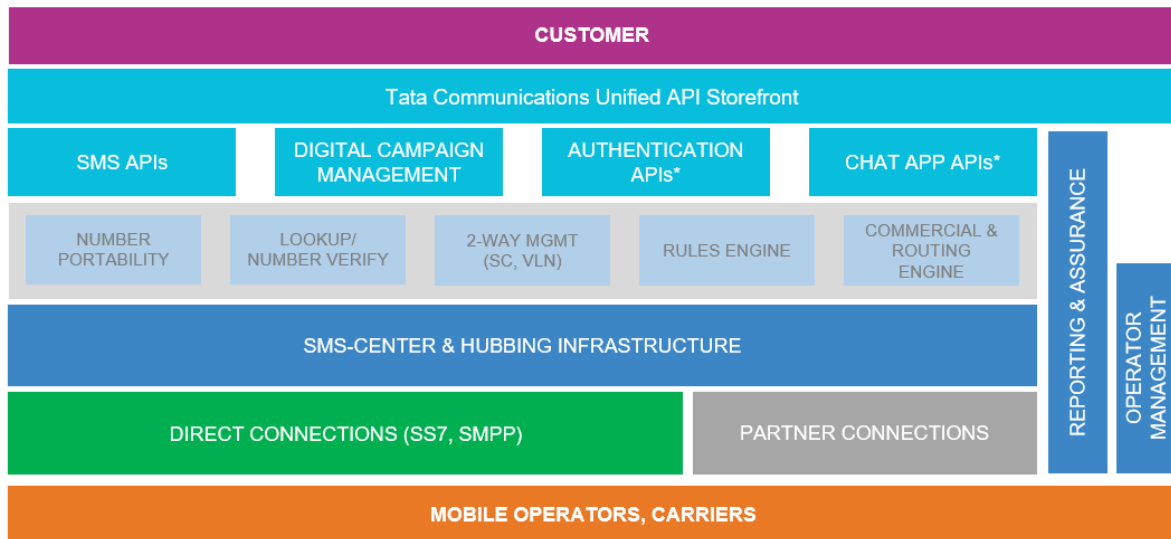 CUSTOMER
Tata Communications Unified API Storefront
SMS APIs
DIGITAL CAMPAIGN
MANAGEMENT
AUTHENTICATION
APIs*
CHAT APP APIs*
NUMBER
PORTABILITY
LOOKUP/
NUMBER VERIFY
2-WAY MGMT
(SC, VLN)
RULES ENGINE
COMMERCIAL &
ROUTING
ENGINE
SMS-CENTER & HUBBING INFRASTRUCTURE
DIRECT CONNECTIONS (SS7, SMPP)
PARTNER CONNECTIONS
REPORTING & ASSURANCE
OPERATOR
MANAGEMENT
MOBILE OPERATORS, CARRIERS